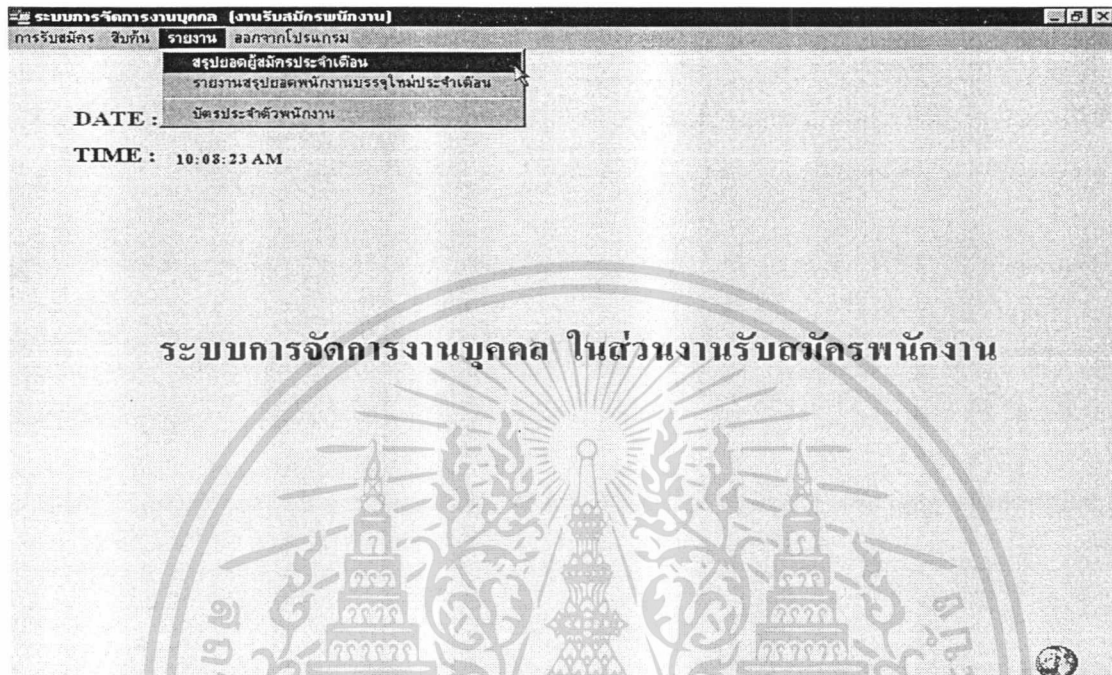 ระบบการจัดการงานบุคคล (งานรับสมัครพนักงาน)
การรับสมัคร สืบค้น รายงาน ออกจากโปรแกรม
สรุปยอดผู้สมัครประจำเดือน
รายงานสรุปยอดพนักงานบรรจุใหม่ประจำเดือน
บัตรประจำตัวพนักงาน
DATE :
TIME : 10:08:23 AM
ระบบการจัดการงานบุคคล ในส่วนงานรับสมัครพนักงาน